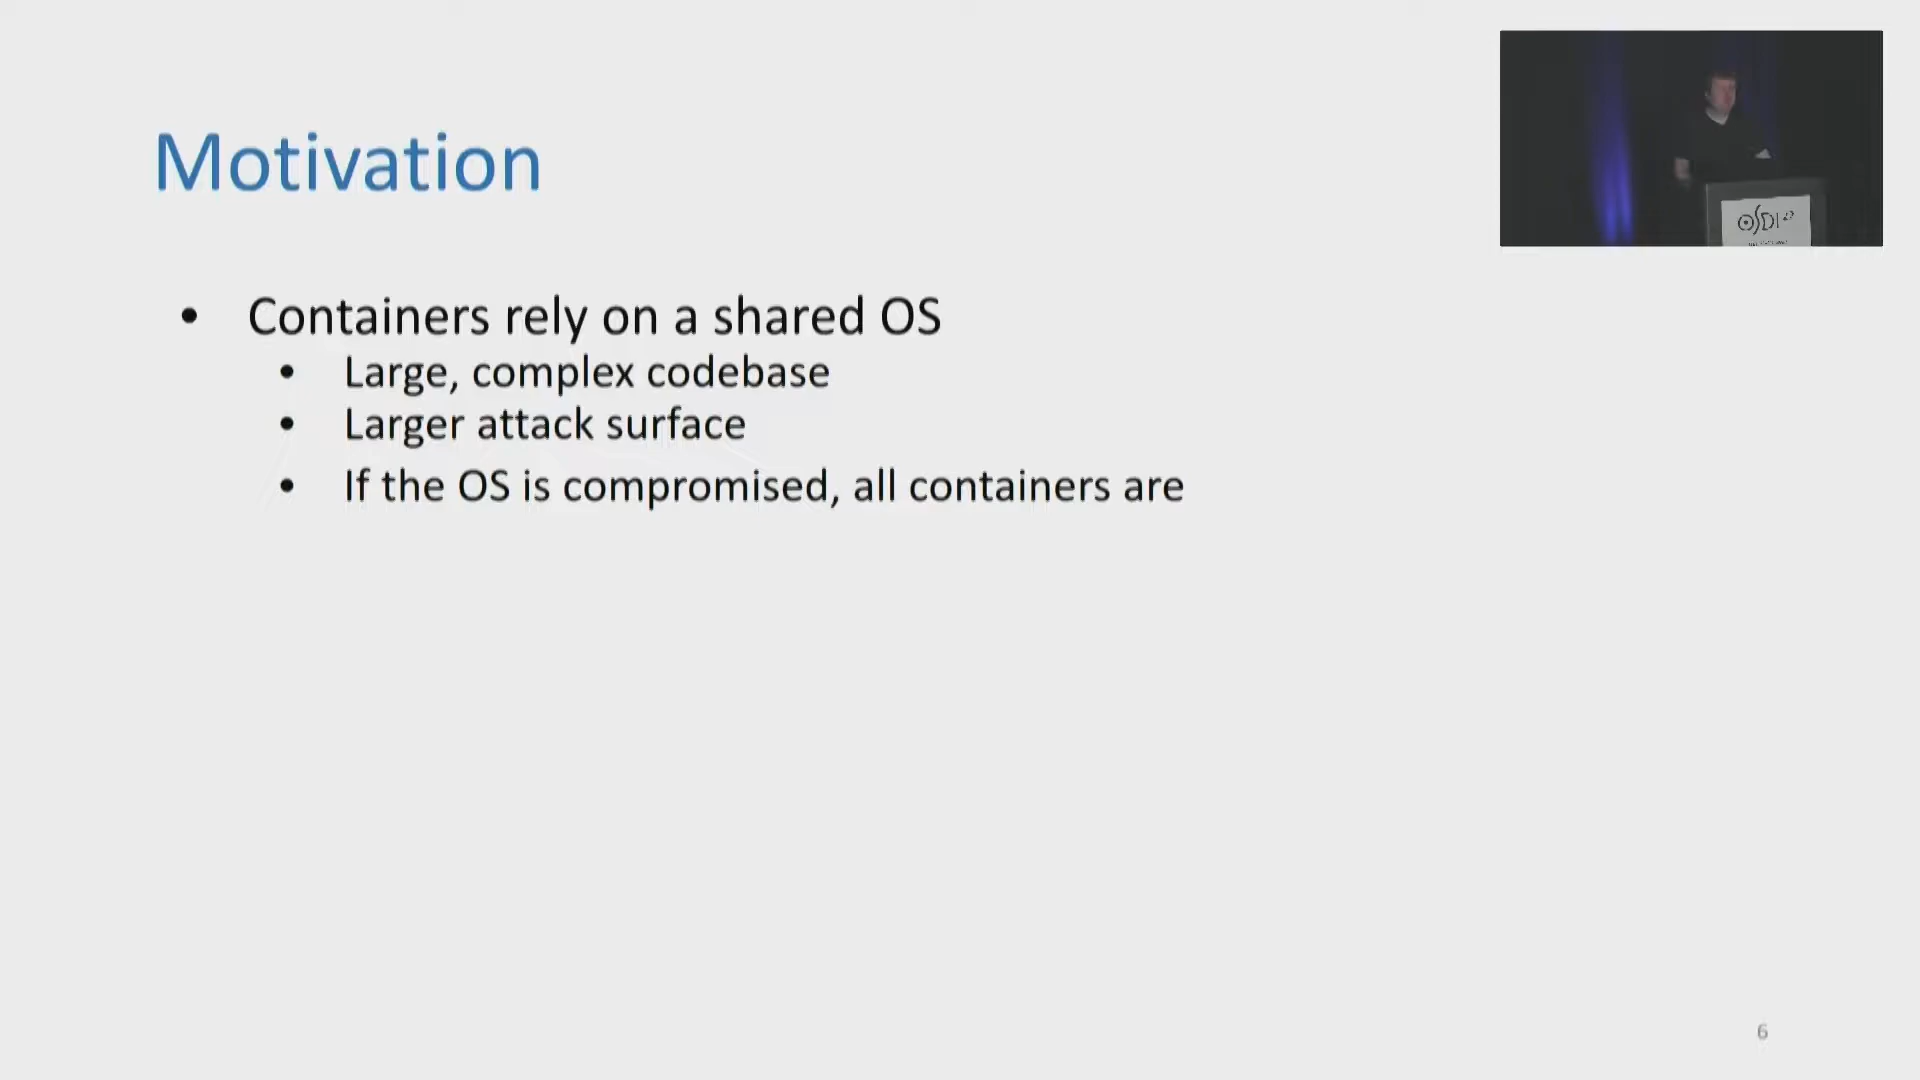 Motivation
• Containers rely on a shared OS
• Large, complex codebase
• Larger attack surface
• If the OS is compromised, all containers are
OSDI
6